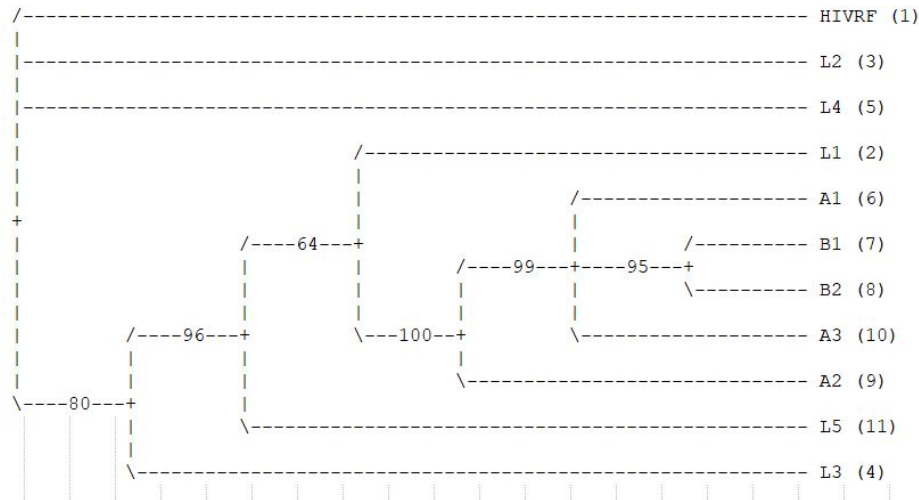 HIVRF (1)
L2 (3)
L4 (5)
L1 (2)
A1 (6)
64
B1 (7)
99
95
B2 (8)
96
100
A3 (10)
A2 (9)
80
L5 (11)
L3 (4)